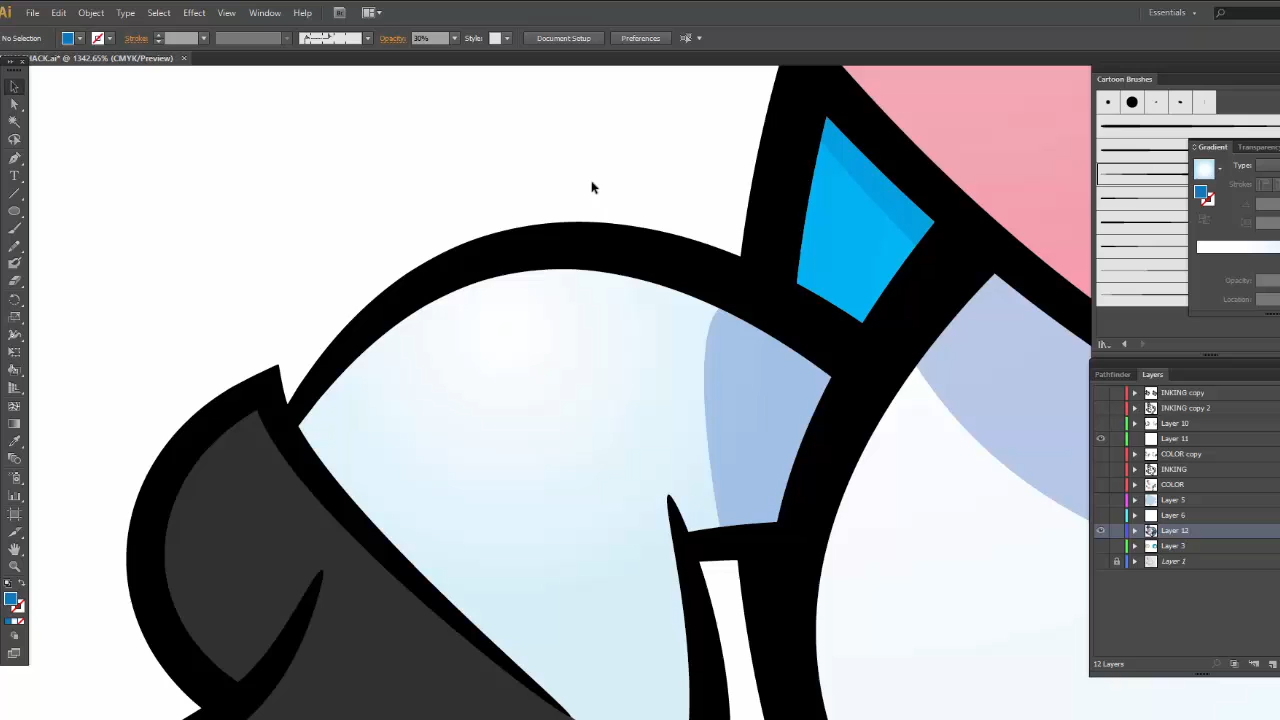 Ai File Edit Object Type Select Effect View Window Help Br Essentials
No Selection Stroke: Opacity: 30% Style: Document Setup Preferences
HACK.ai* @ 1342.65% (CMYK/Preview) ×
Cartoon Brushes
Gradient Transparency
Type:
Stroke:
Opacity:
Location:
Pathfinder Layers
INKING copy
INKING copy 2
Layer 10
Layer 11
COLOR copy
INKING
COLOR
Layer 5
Layer 6
Layer 12
Layer 3
Layer 1
12 Layers